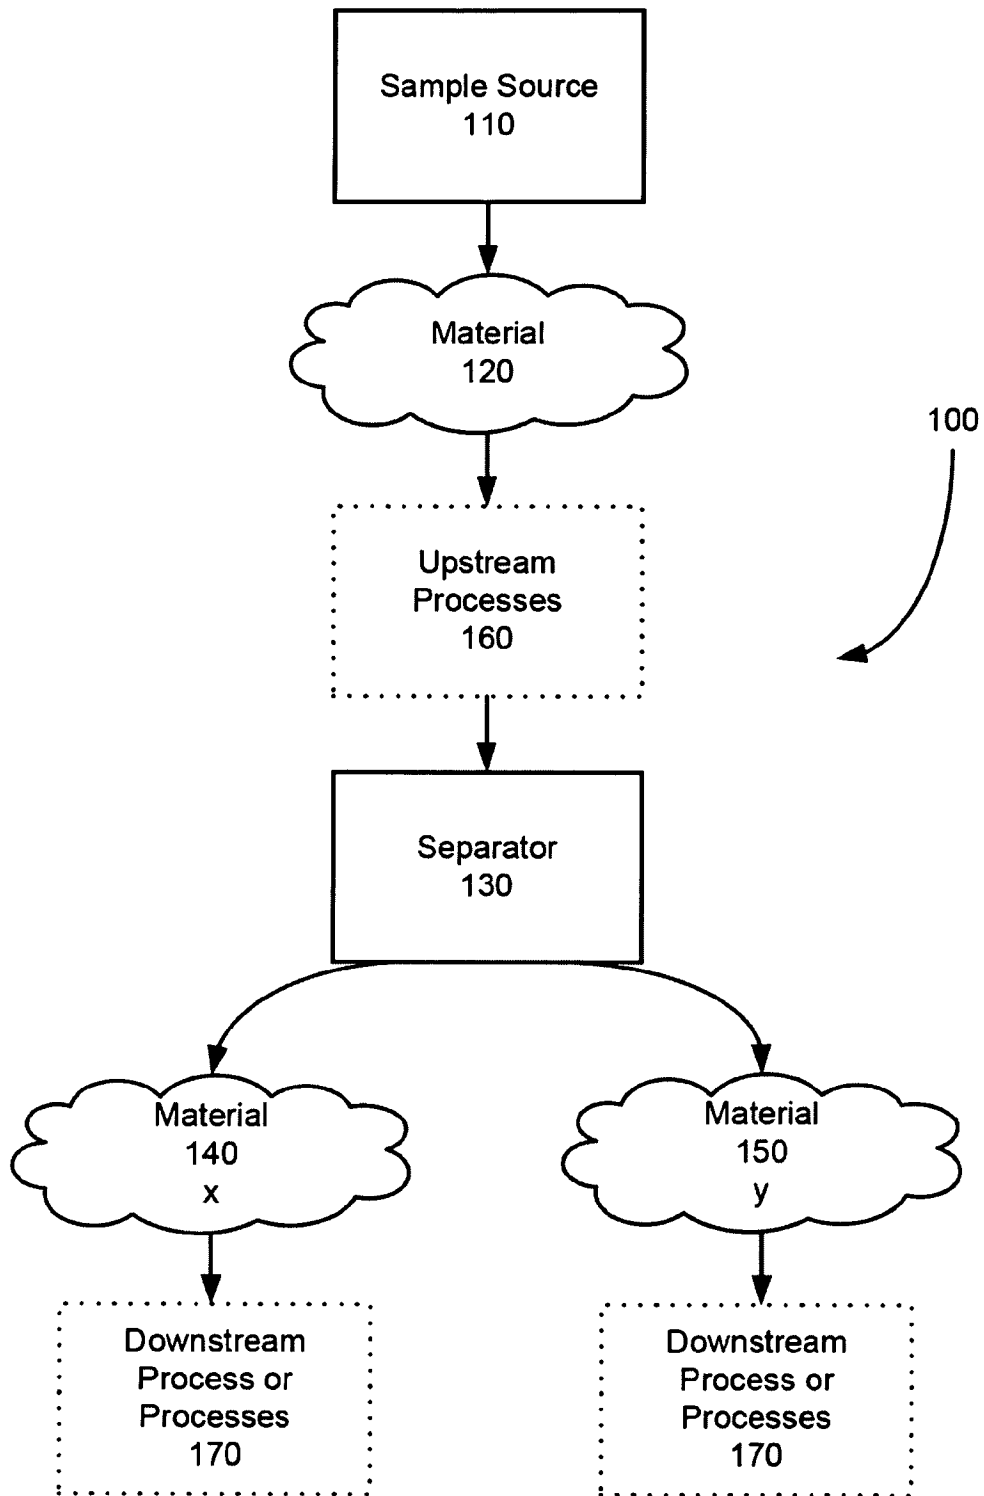 Sample Source
110
Material
120
100
Upstream
Processes
160
Separator
130
Material
140
x
Material
150
y
Downstream
Process or
Processes
170
Downstream
Process or
Processes
170